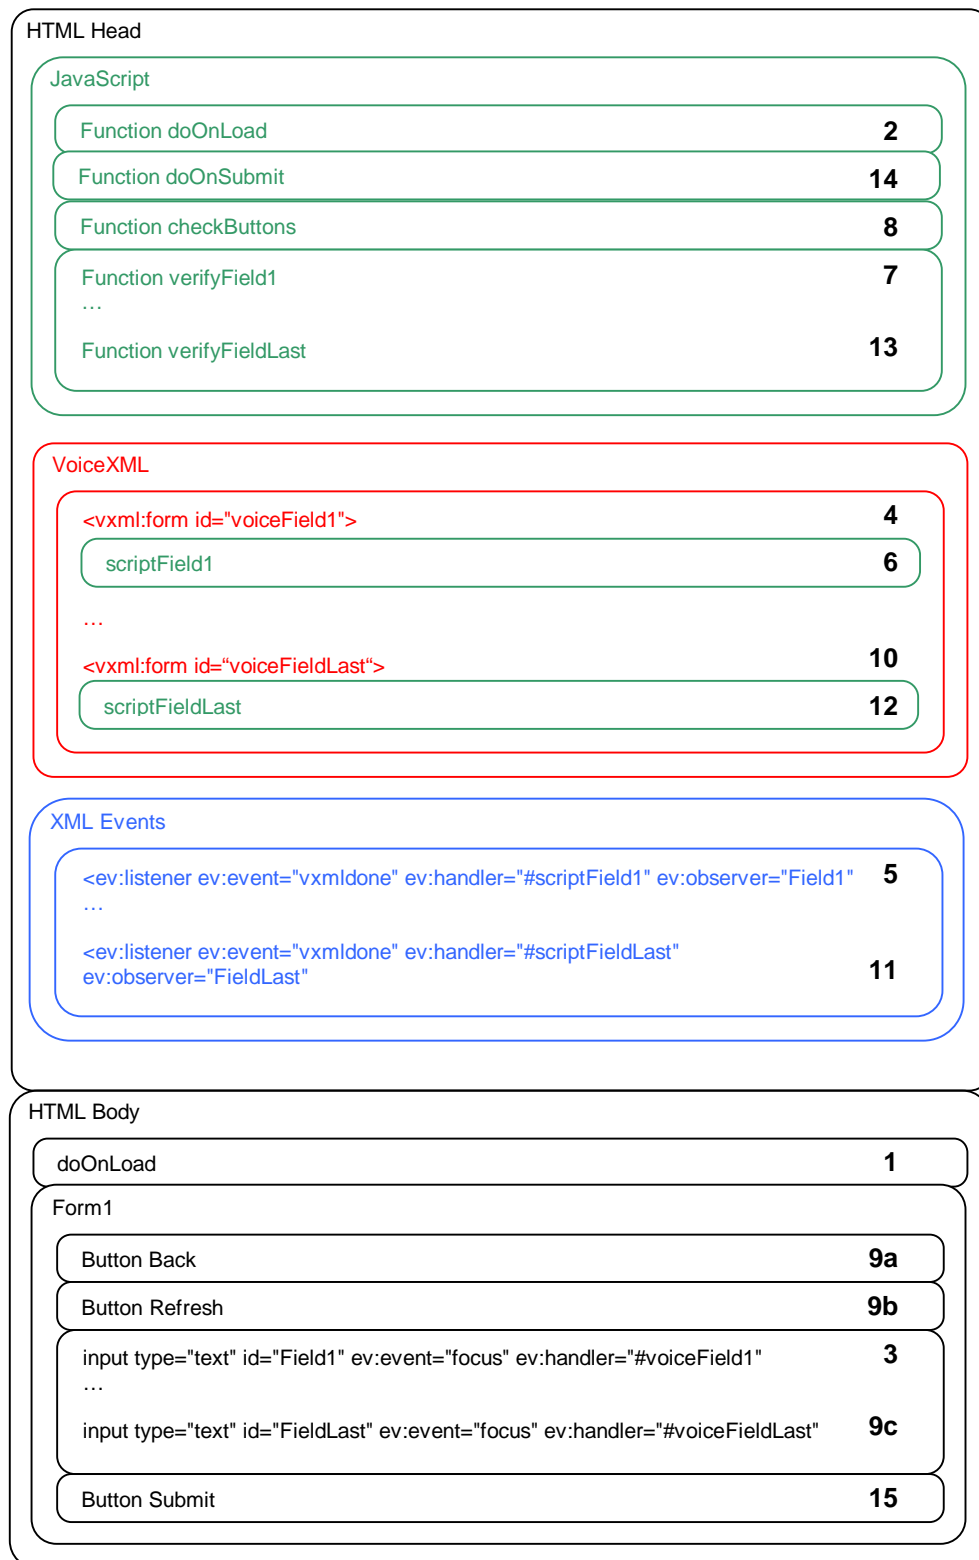 HTML Head
JavaScript
Function doOnLoad 2
Function doOnSubmit 14
Function checkButtons 8
Function verifyField1 7
…
Function verifyFieldLast 13
VoiceXML
<vxml:form id="voiceField1"> 4
scriptField1 6
…
<vxml:form id=“voiceFieldLast“> 10
scriptFieldLast 12
XML Events
<ev:listener ev:event="vxmldone" ev:handler="#scriptField1" ev:observer="Field1" 5
…
<ev:listener ev:event="vxmldone" ev:handler="#scriptFieldLast"
ev:observer="FieldLast" 11
HTML Body
doOnLoad 1
Form1
Button Back 9a
Button Refresh 9b
input type="text" id="Field1" ev:event="focus" ev:handler="#voiceField1" 3
…
input type="text" id="FieldLast" ev:event="focus" ev:handler="#voiceFieldLast" 9c
Button Submit 15